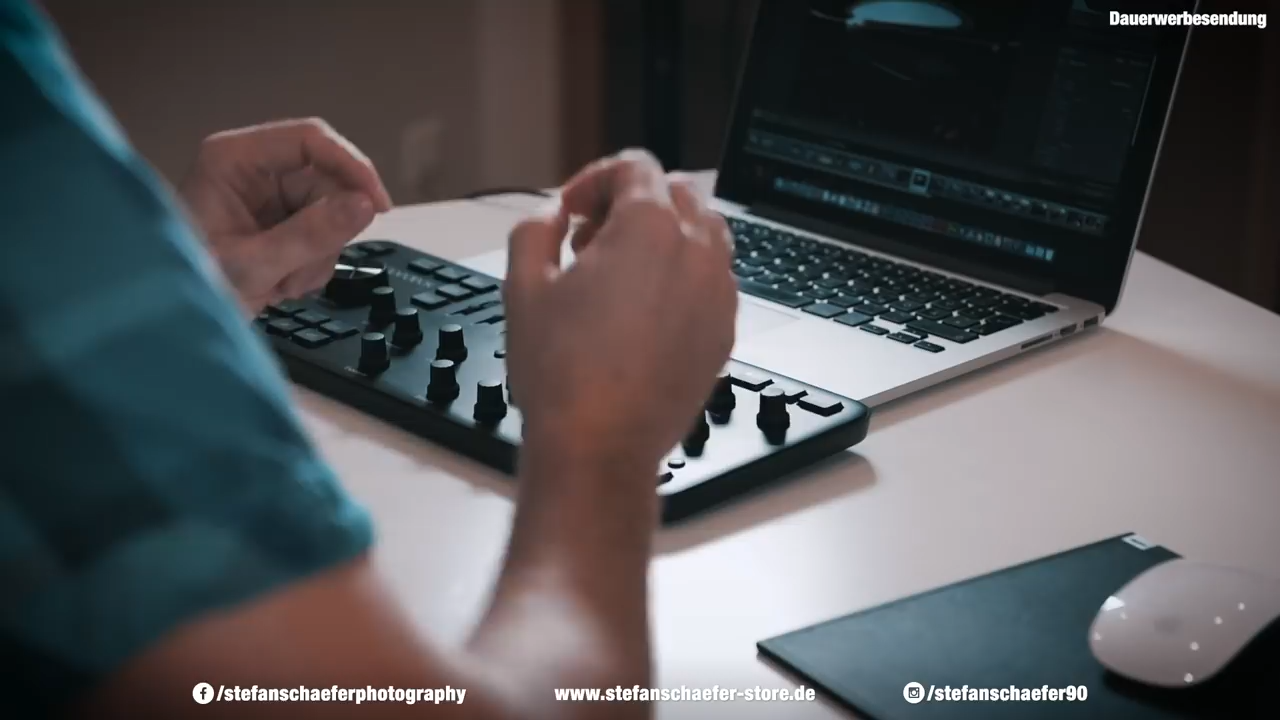 Dauerwerbesendung
/stefanschaeferphotography
www.stefanschaefer-store.de
/stefanschaefer90